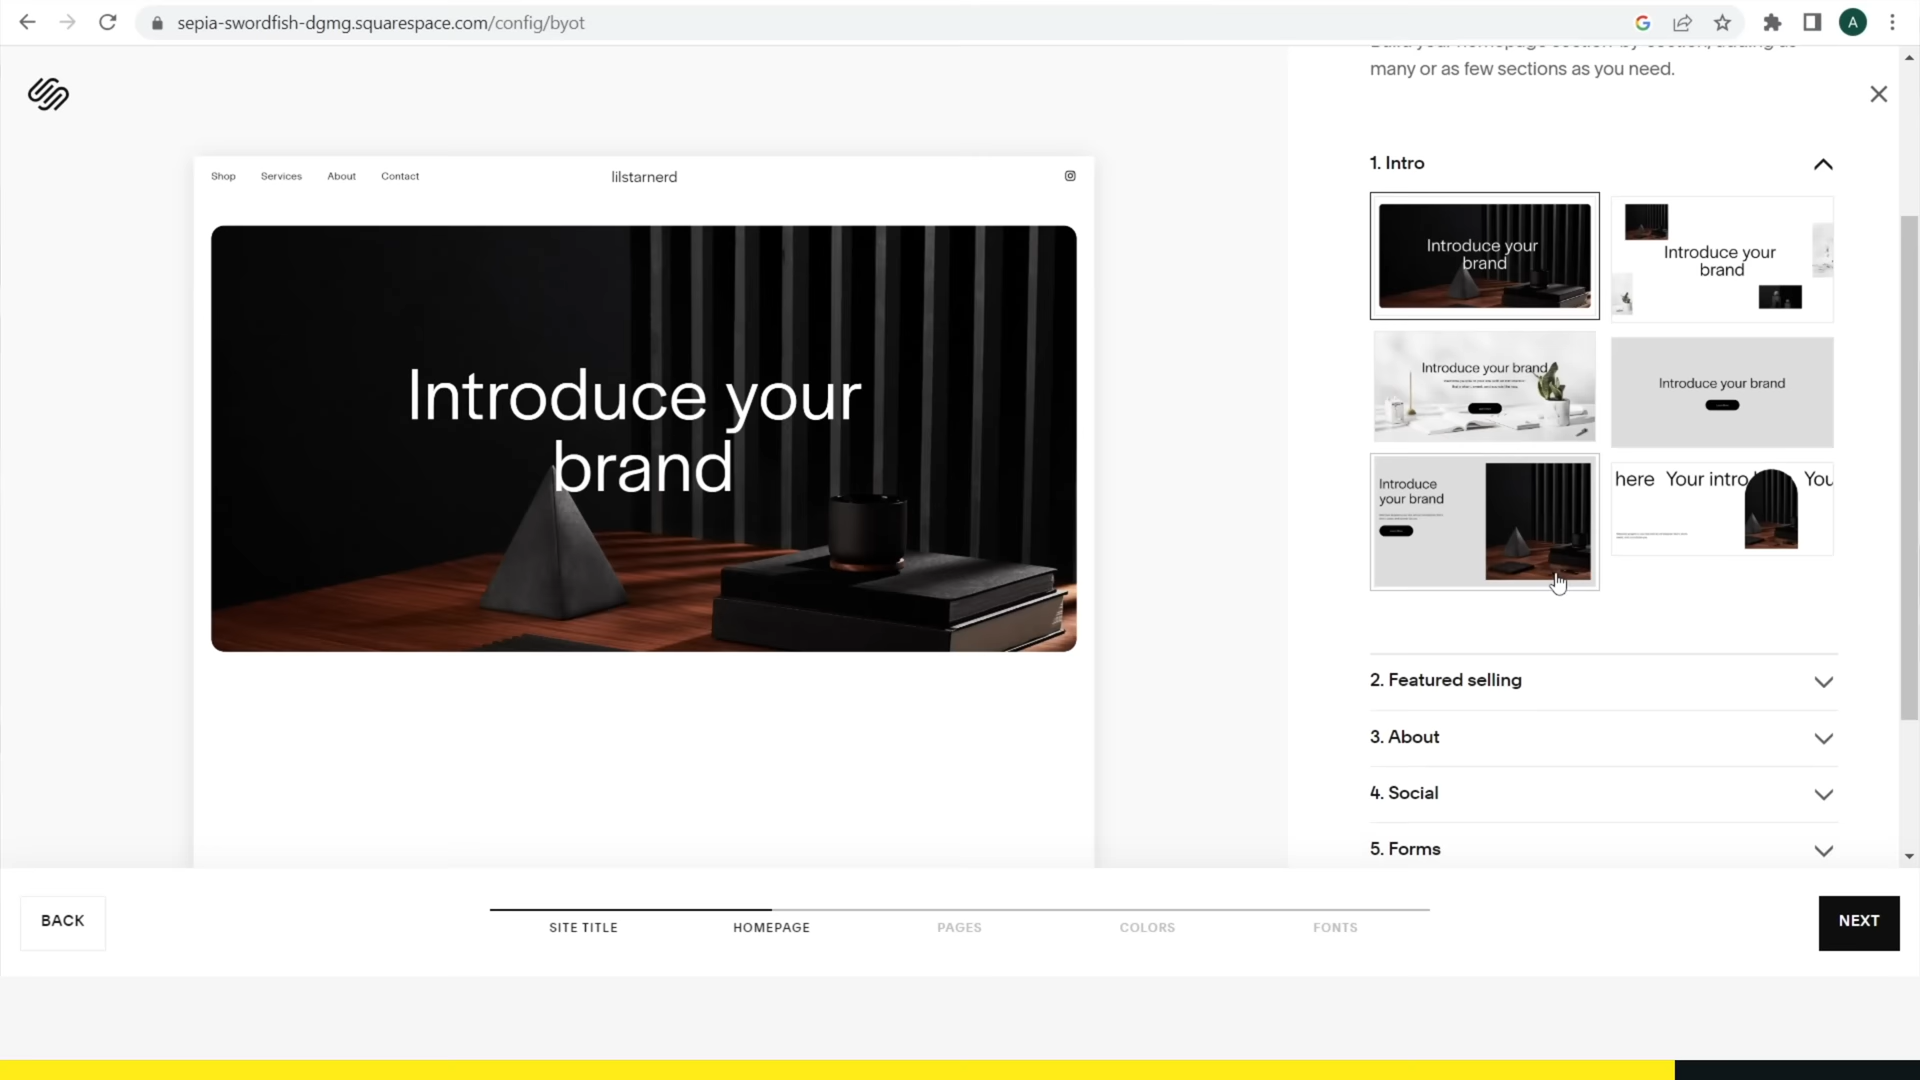 sepia-swordfish-dgmg.squarespace.com/config/byot
A
many or as few sections as you need.
Shop
Services
About
Contact
lilstarnerd
Introduce your
brand
1. Intro
Introduce your
brand
Introduce your
brand
Introduce your brand
Introduce your brand
Introduce
your brand
here Your intro
You
2. Featured selling
3. About
4. Social
5. Forms
BACK
SITE TITLE
HOMEPAGE
PAGES
COLORS
FONTS
NEXT